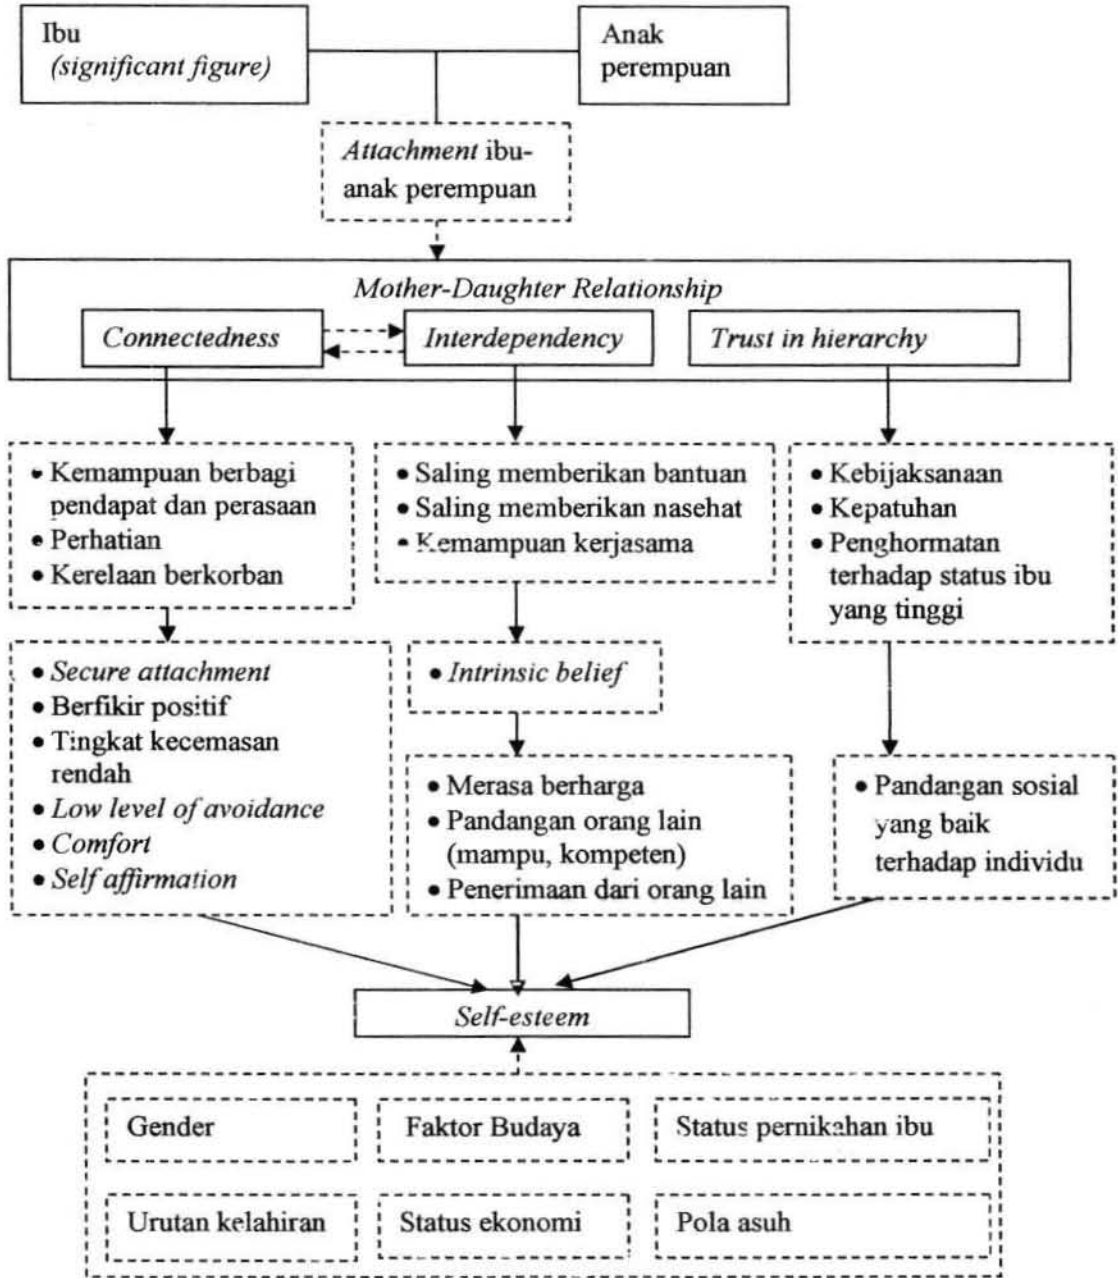 Ibu
(significant figure)
Anak
perempuan
Attachment ibu-
anak perempuan
Mother-Daughter Relationship
Connectedness
Interdependency
Trust in hierarchy
• Kemampuan berbagi
pendapat dan perasaan
• Perhatian
• Kerelaan berkorban
• Saling memberikan bantuan
• Saling memberikan nasehat
• Kemampuan kerjasama
• Kebijaksanaan
• Kepatuhan
• Penghormatan
terhadap status ibu
yang tinggi
• Secure attachment
• Berfikir positif
• Tingkat kecemasan
rendah
• Low level of avoidance
• Comfort
• Self affirmation
• Intrinsic belief
• Merasa berharga
• Pandangan orang lain
(mampu, kompeten)
• Penerimaan dari orang lain
• Pandangan sosial
yang baik
terhadap individu
Self-esteem
Gender
Faktor Budaya
Status pernikahan ibu
Urutan kelahiran
Status ekonomi
Pola asuh